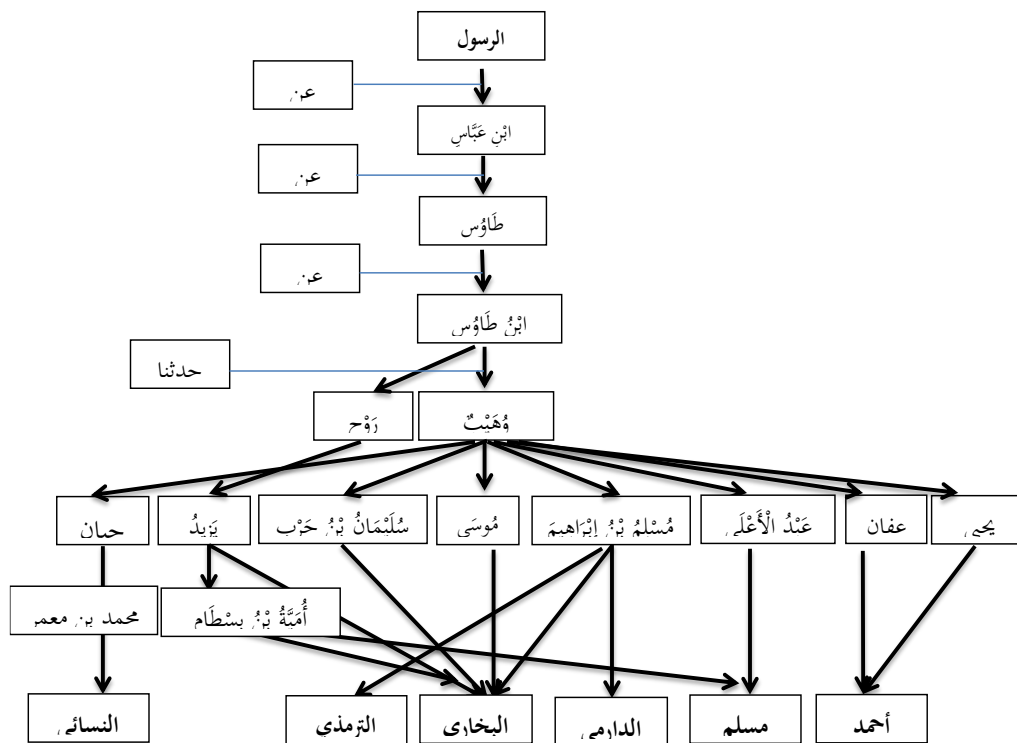 الرسول
عن
ابْنِ عَبَّاسٍ
عن
طَاوُس
عن
ابْنُ طَاوُس
حدثنا
وُهَيْبٌ
رَوْح
يحيى
عفان
عَبْدُ الْأَعْلَى
مُسْلِمُ بْنُ إِبْرَاهِيمَ
مُوسَى
سُلَيْمَانُ بْنُ حَرْب
يَزِيدُ
حبان
أُمَيَّةُ بْنُ بِسْطَام
محمد بن معمر
أحمد
مسلم
الدارمي
البخاري
الترمذي
النسائي